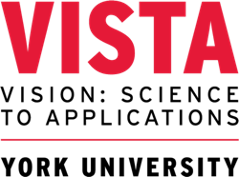 VISTA
VISION: SCIENCE
TO APPLICATIONS
YORK UNIVERSITY